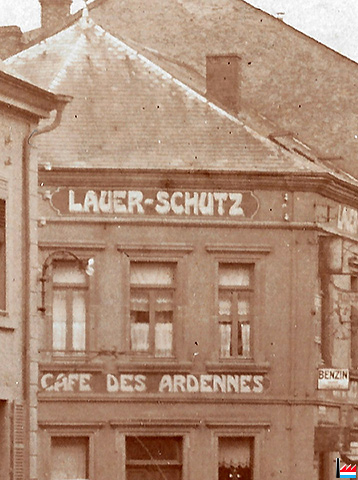 LAUER-SCHUTZ
CAFE DES ARDENNES
BENZIN